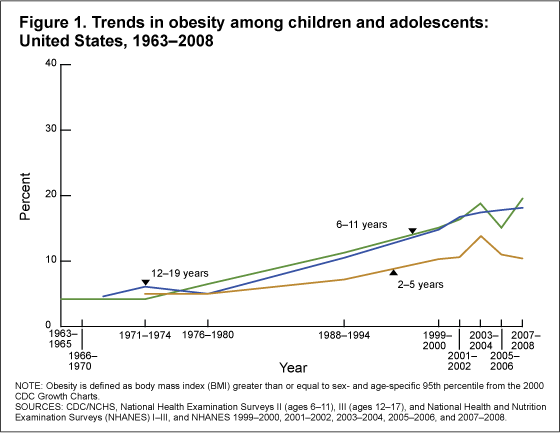 Figure 1. Trends in obesity among children and adolescents:
United States, 1963–2008
40
30
20
10
0
Percent
6–11 years
12–19 years
2–5 years
1963–
1965
1966–
1970
1971–1974
1976–1980
1988–1994
1999–
2000
2001–
2002
2003–
2004
2005–
2006
2007–
2008
Year
NOTE: Obesity is defined as body mass index (BMI) greater than or equal to sex- and age-specific 95th percentile from the 2000
CDC Growth Charts.
SOURCES: CDC/NCHS, National Health Examination Surveys II (ages 6–11), III (ages 12–17), and National Health and Nutrition
Examination Surveys (NHANES) I–III, and NHANES 1999–2000, 2001–2002, 2003–2004, 2005–2006, and 2007–2008.